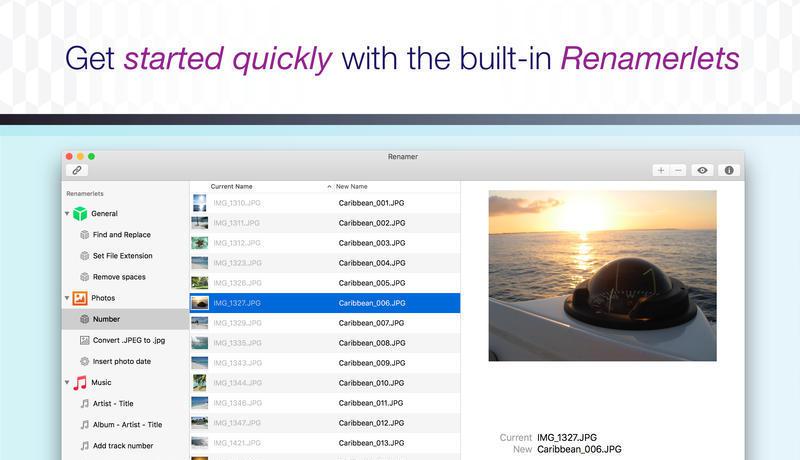 Get started quickly with the built-in Renamerlets
Renamer
Renamerlets
General
Find and Replace
Set File Extension
Remove spaces
Photos
Number
Convert .JPEG to .jpg
Insert photo date
Music
Artist - Title
Album - Artist - Title
Add track number
Current Name New Name
IMG_1310.JPG Caribbean_001.JPG
IMG_1311.JPG Caribbean_002.JPG
IMG_1312.JPG Caribbean_003.JPG
IMG_1323.JPG Caribbean_004.JPG
IMG_1326.JPG Caribbean_005.JPG
IMG_1327.JPG Caribbean_006.JPG
IMG_1329.JPG Caribbean_007.JPG
IMG_1335.JPG Caribbean_008.JPG
IMG_1343.JPG Caribbean_009.JPG
IMG_1344.JPG Caribbean_010.JPG
IMG_1346.JPG Caribbean_011.JPG
IMG_1347.JPG Caribbean_012.JPG
IMG_1421.JPG Caribbean_013.JPG
Current IMG_1327.JPG
New Caribbean_006.JPG